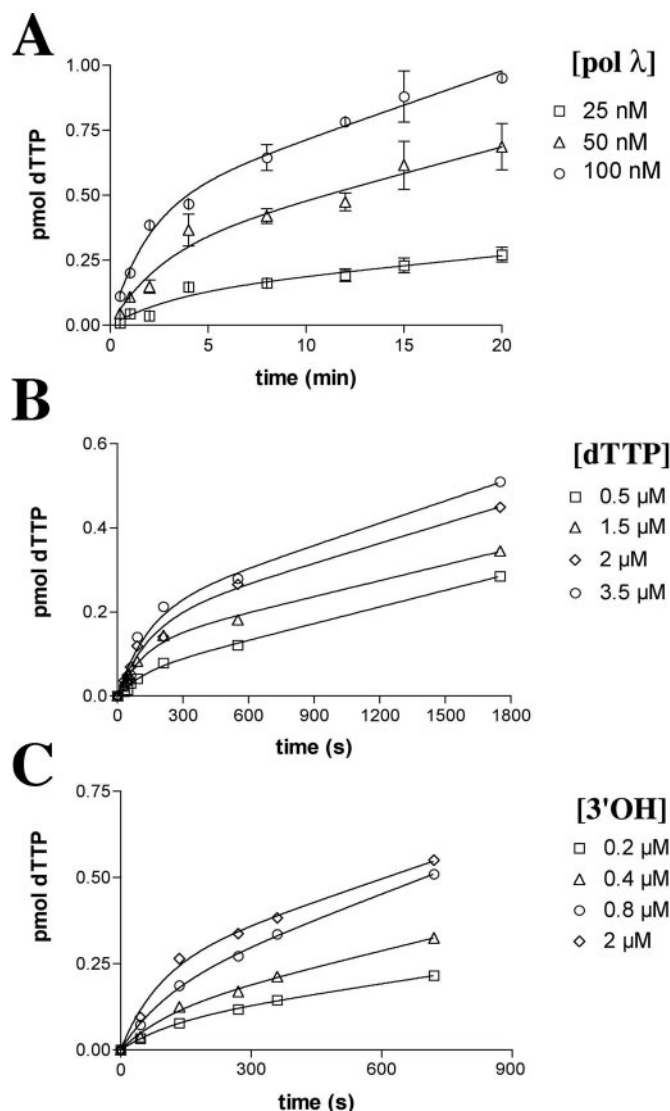 A
[pol λ]
25 nM
50 nM
100 nM
pmol dTTP
1.00
0.75
0.50
0.25
0.00
0 5 10 15 20
time (min)
B
[dTTP]
0.5 µM
1.5 µM
2 µM
3.5 µM
pmol dTTP
0.6
0.4
0.2
0.0
0 300 600 900 1200 1500 1800
time (s)
C
[3'OH]
0.2 µM
0.4 µM
0.8 µM
2 µM
pmol dTTP
0.75
0.50
0.25
0.00
0 300 600 900
time (s)